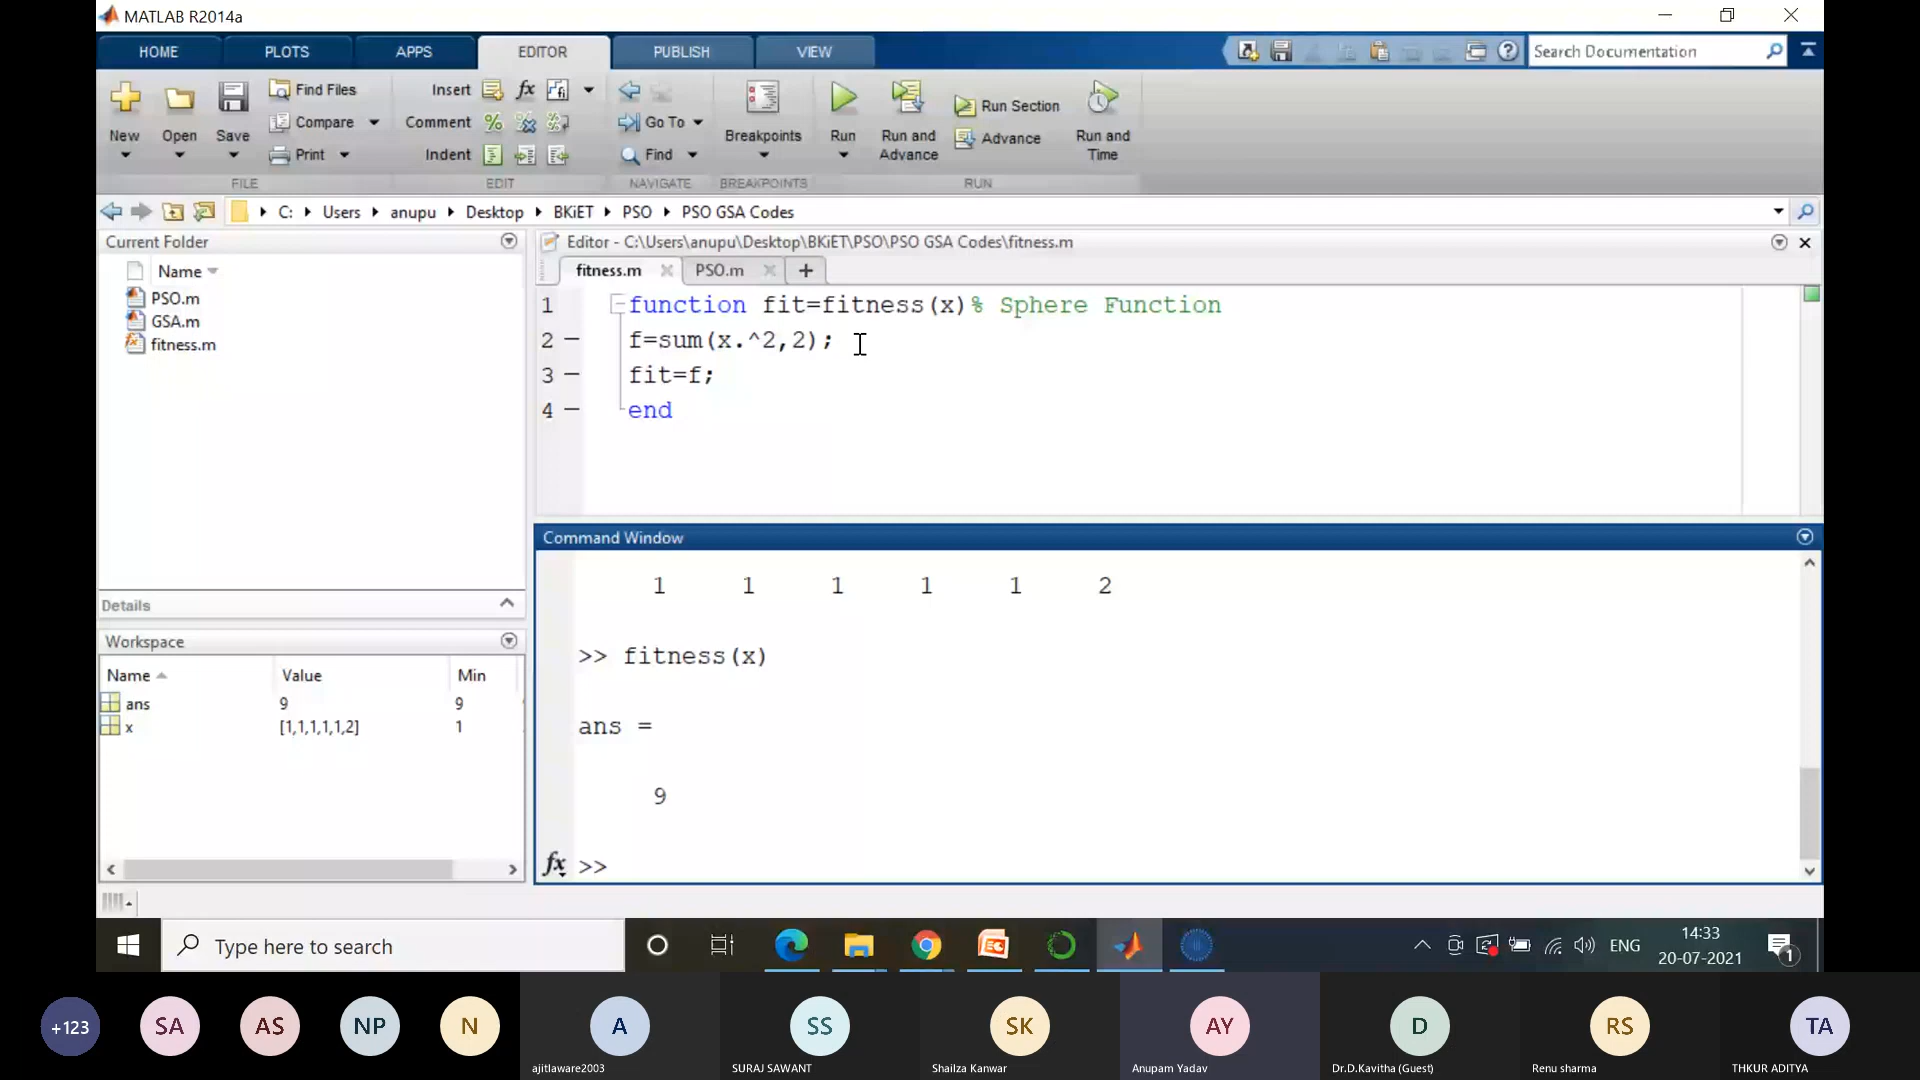 MATLAB R2014a
HOME PLOTS APPS EDITOR PUBLISH VIEW
Search Documentation
New Open Save Find Files Compare Print
FILE
Insert fx
Comment
Indent
EDIT
Go To
Find
NAVIGATE
Breakpoints
BREAKPOINTS
Run
Run and Advance
Run Section
Advance
Run and Time
RUN
C: Users anupu Desktop BKiET PSO PSO GSA Codes
Current Folder
Name
PSO.m
GSA.m
fitness.m
Details
Workspace
Name Value Min
ans 9 9
x [1,1,1,1,1,2] 1
Editor - C:\Users\anupu\Desktop\BKiET\PSO\PSO GSA Codes\fitness.m
fitness.m PSO.m +
1 function fit=fitness(x)% Sphere Function
2 f=sum(x.^2,2);
3 fit=f;
4 end
Command Window
1 1 1 1 1 2
>> fitness(x)
ans =
9
fx >>
Type here to search
ENG
14:33
20-07-2021
1
+123 SA AS NP N A SS SK AY D RS TA
ajitlaware2003 SURAJ SAWANT Shailza Kanwar Anupam Yadav Dr.D.Kavitha (Guest) Renu sharma THKUR ADITYA